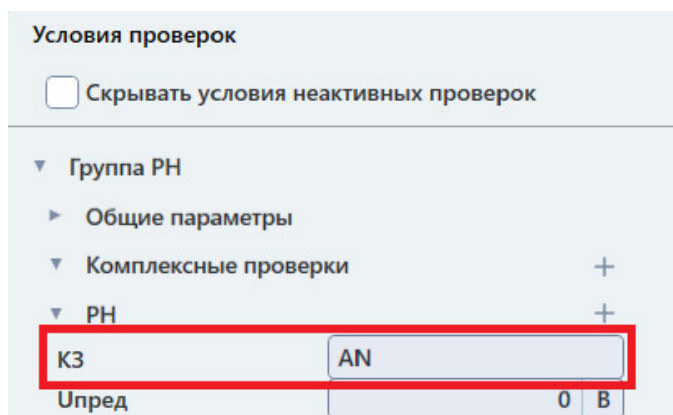 Условия проверок
Скрывать условия неактивных проверок
Группа РН
Общие параметры
Комплексные проверки +
РН +
КЗ AN
Uпред 0 В